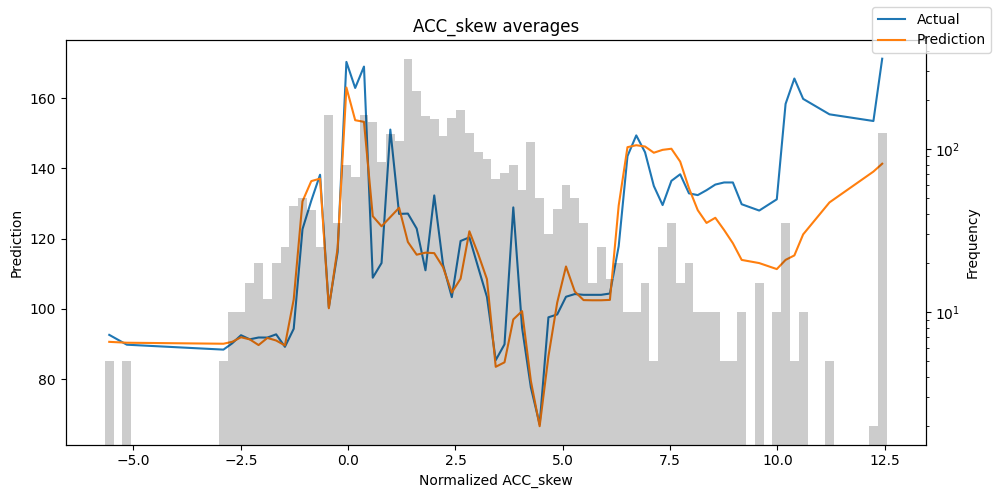 ACC_skew averages
Actual
Prediction
Prediction
160
140
120
100
80
10²
10¹
Frequency
−5.0 −2.5 0.0 2.5 5.0 7.5 10.0 12.5
Normalized ACC_skew